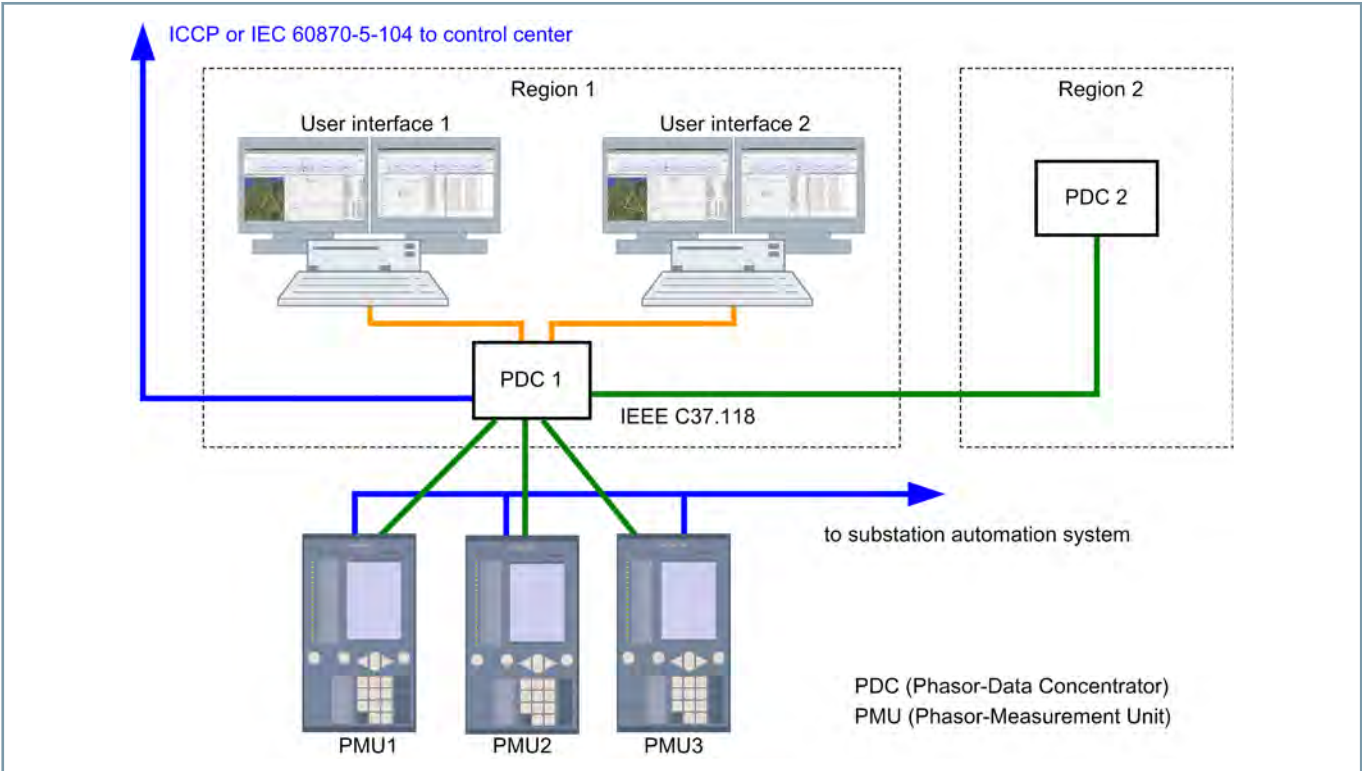 ICCP or IEC 60870-5-104 to control center
Region 1
Region 2
User interface 1
User interface 2
PDC 2
PDC 1
IEEE C37.118
to substation automation system
PDC (Phasor-Data Concentrator)
PMU (Phasor-Measurement Unit)
PMU1
PMU2
PMU3